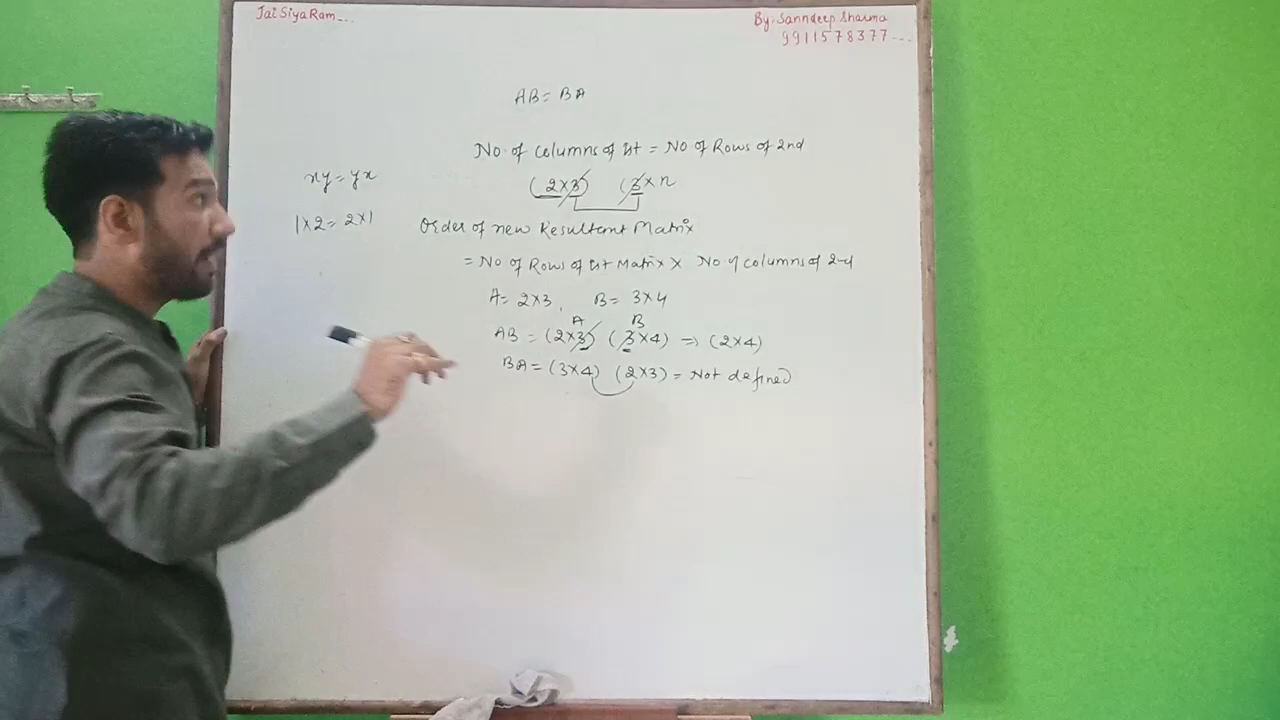 Jai Siya Ram...
By: Sanndeep Sharma
9911578377...
AB = BA
No. of Columns of 1st = No of Rows of 2nd
(2×3) (3×n
xy = yx
1×2 = 2×1
Order of new Resultent Matrix
= No of Rows of 1st Matrix × No of columns of 2nd
A = 2×3, B = 3×4
A B
AB = (2×3) (3×4) => (2×4)
BA = (3×4) (2×3) = Not defined